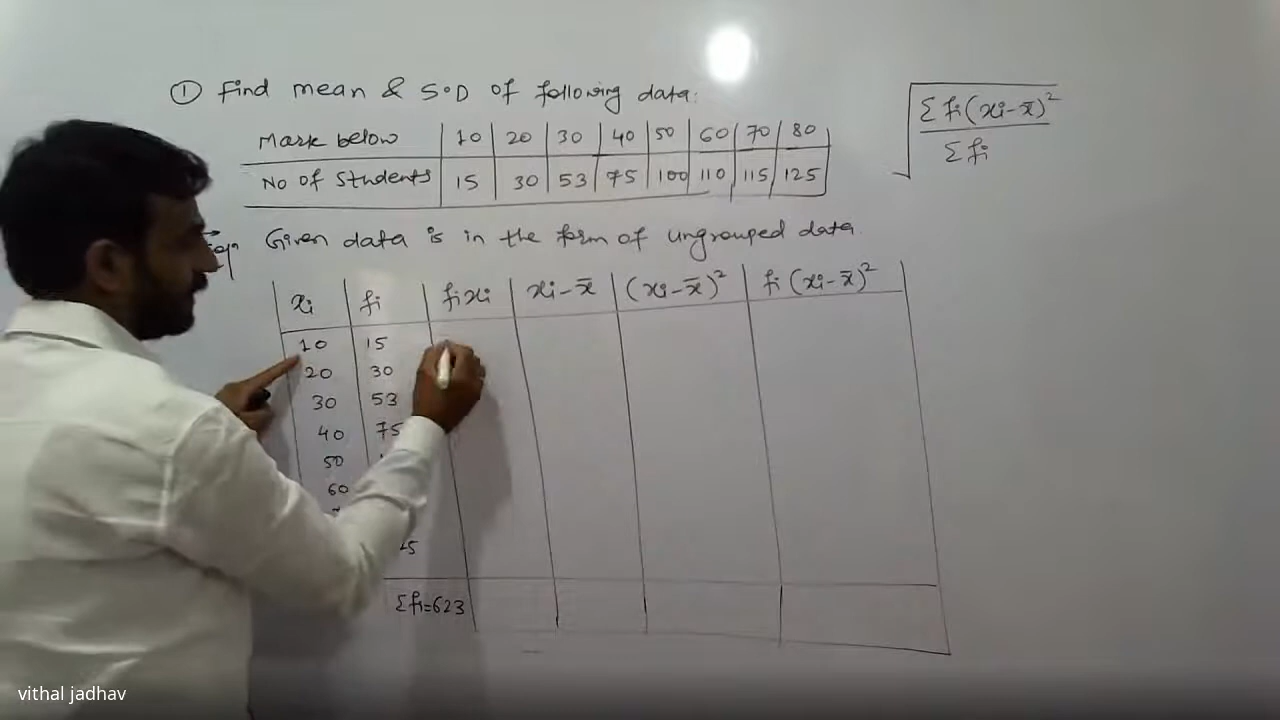 ① Find mean & S.D of following data:
Mark below 10 20 30 40 50 60 70 80
No of Students 15 30 53 75 100 110 115 125
√ Σ fi (xi - x̄)² / Σ fi
Given data is in the form of ungrouped data.
xi fi fixi xi - x̄ (xi - x̄)² fi (xi - x̄)²
10 15
20 30
30 53
40 75
50
60
Σfi=623
vithal jadhav